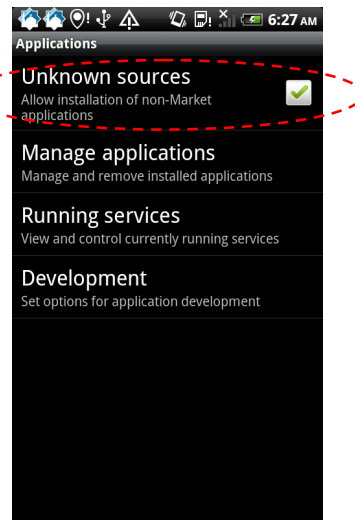 6:27 AM
Applications
Unknown sources
Allow installation of non-Market
applications
Manage applications
Manage and remove installed applications
Running services
View and control currently running services
Development
Set options for application development